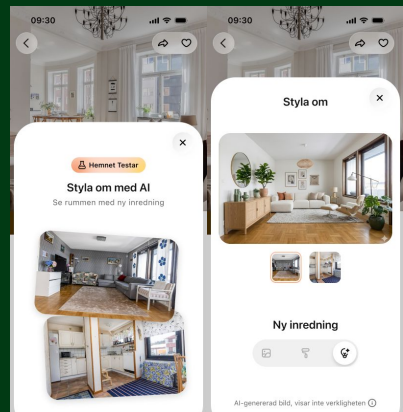 09:30
Hemnet Testar
Styla om med AI
Se rummen med ny inredning
09:30
Styla om
Ny inredning
AI-genererad bild, visar inte verkligheten